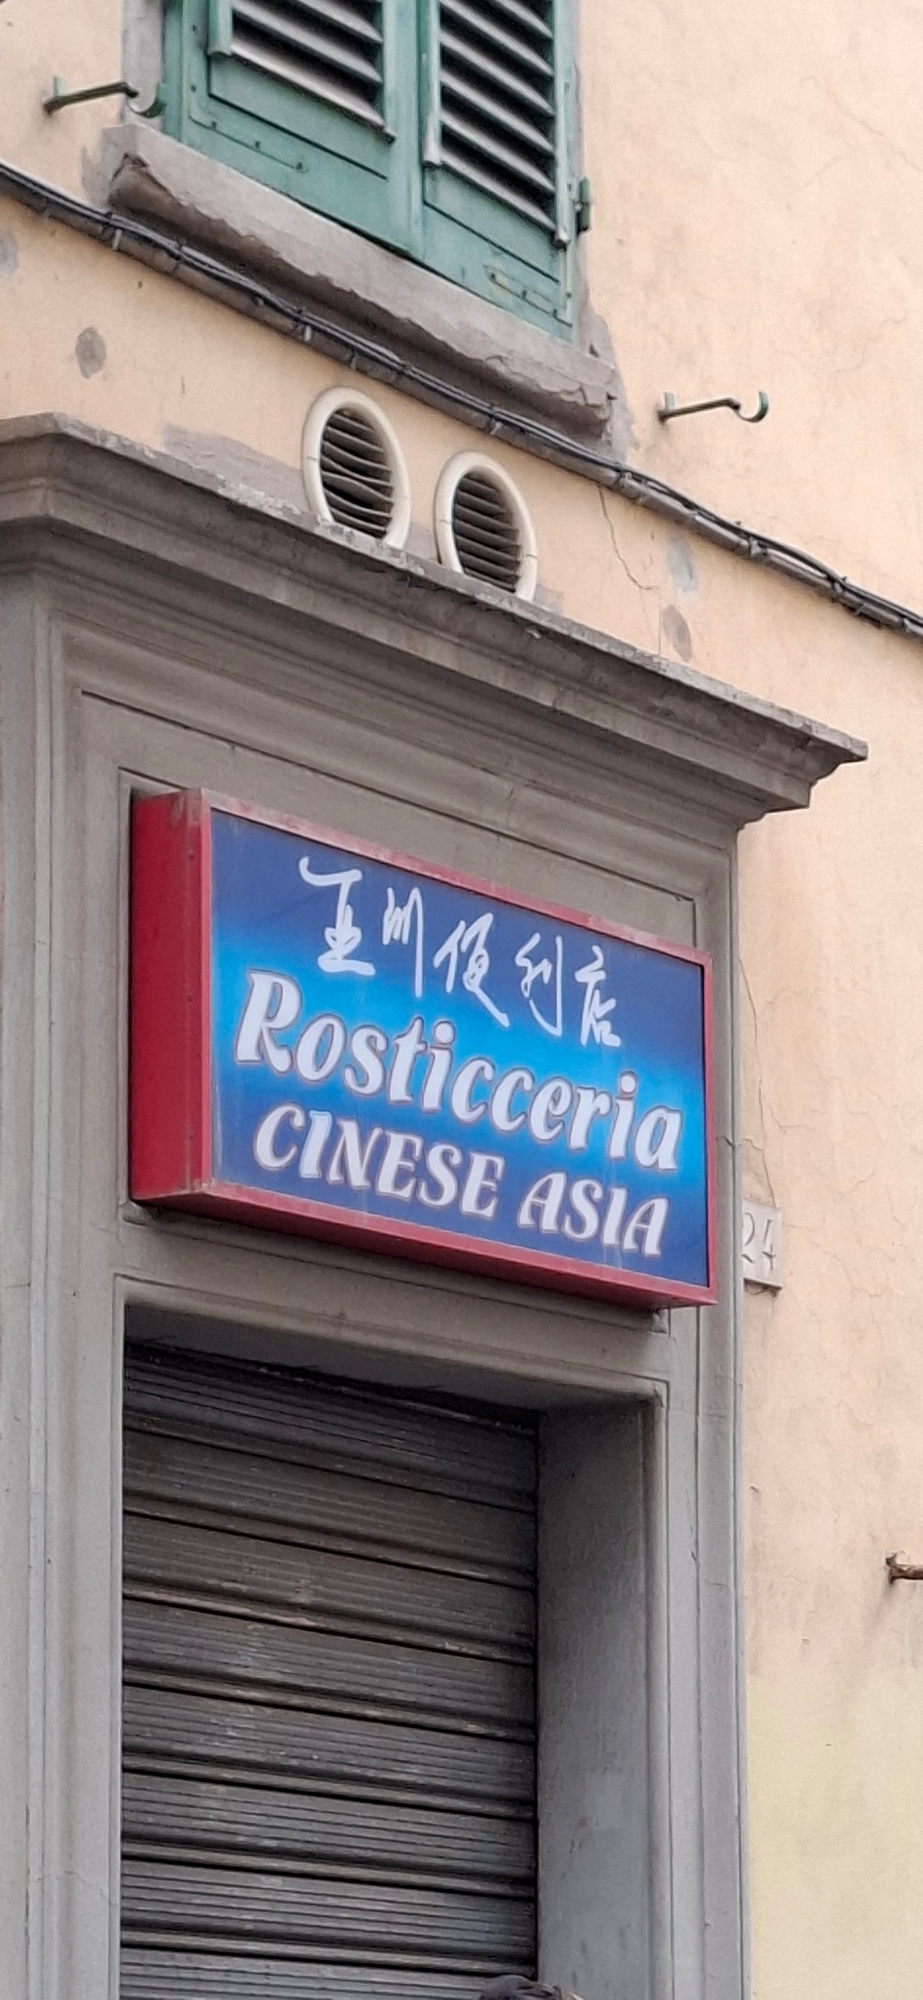 亚洲便利店
Rosticceria
CINESE ASIA
24